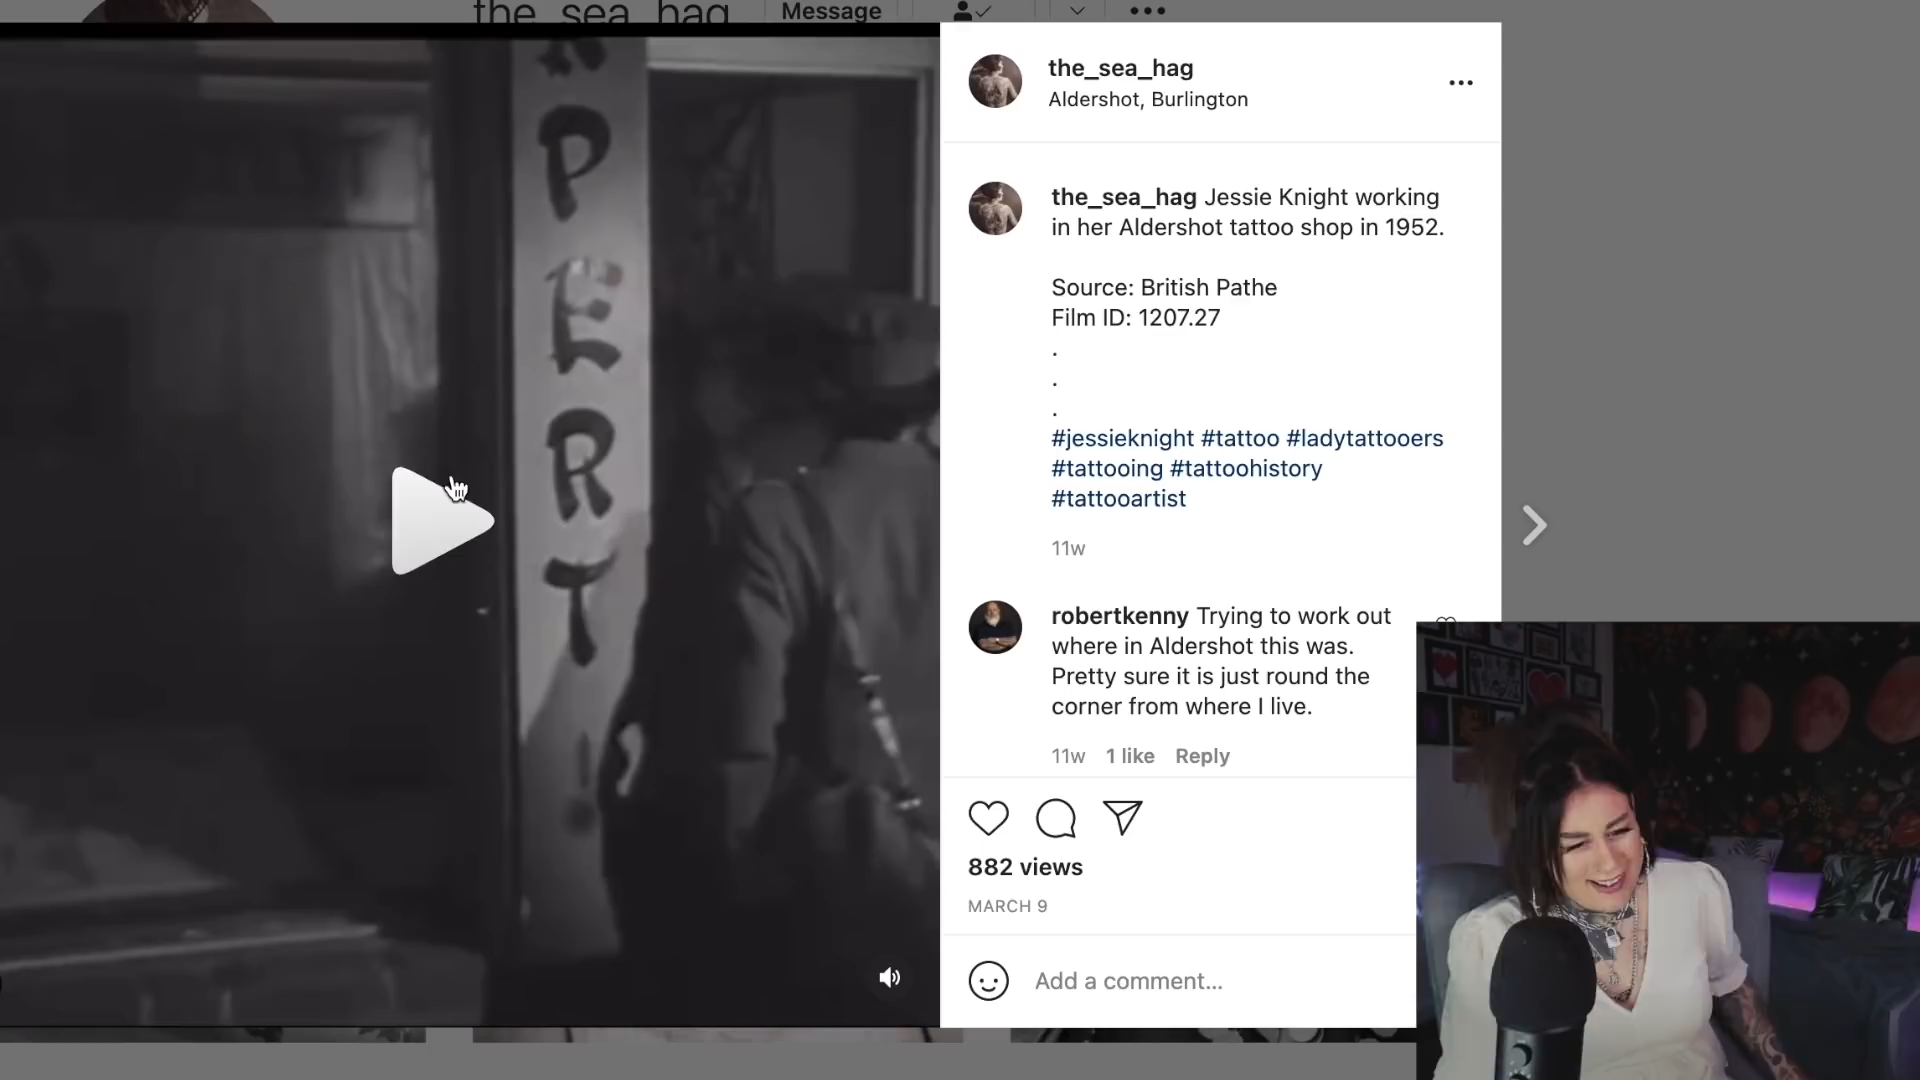 the_sea_hag
Message
XPERT!
the_sea_hag
Aldershot, Burlington
the_sea_hag Jessie Knight working
in her Aldershot tattoo shop in 1952.
Source: British Pathe
Film ID: 1207.27
.
.
.
#jessieknight #tattoo #ladytattooers
#tattooing #tattoohistory
#tattooartist
11w
robertkenny Trying to work out
where in Aldershot this was.
Pretty sure it is just round the
corner from where I live.
11w 1 like Reply
882 views
MARCH 9
Add a comment...